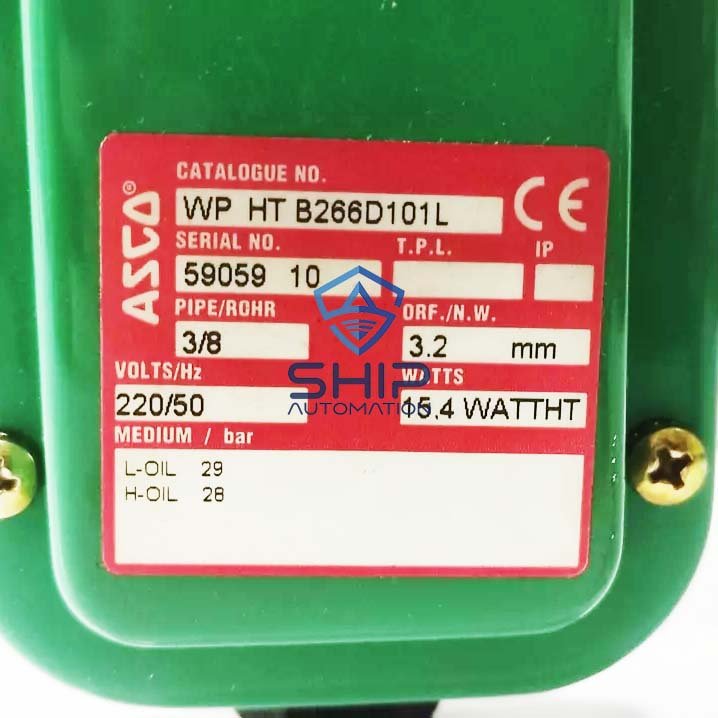 ASCO®
CATALOGUE NO.
WP HT B266D101L
CE
SERIAL NO. T.P.L. IP
59059 10
PIPE/ROHR ORF./N.W.
3/8 3.2 mm
VOLTS/Hz WATTS
220/50 15.4 WATTHT
SHIP
AUTOMATION
MEDIUM / bar
L-OIL 29
H-OIL 28